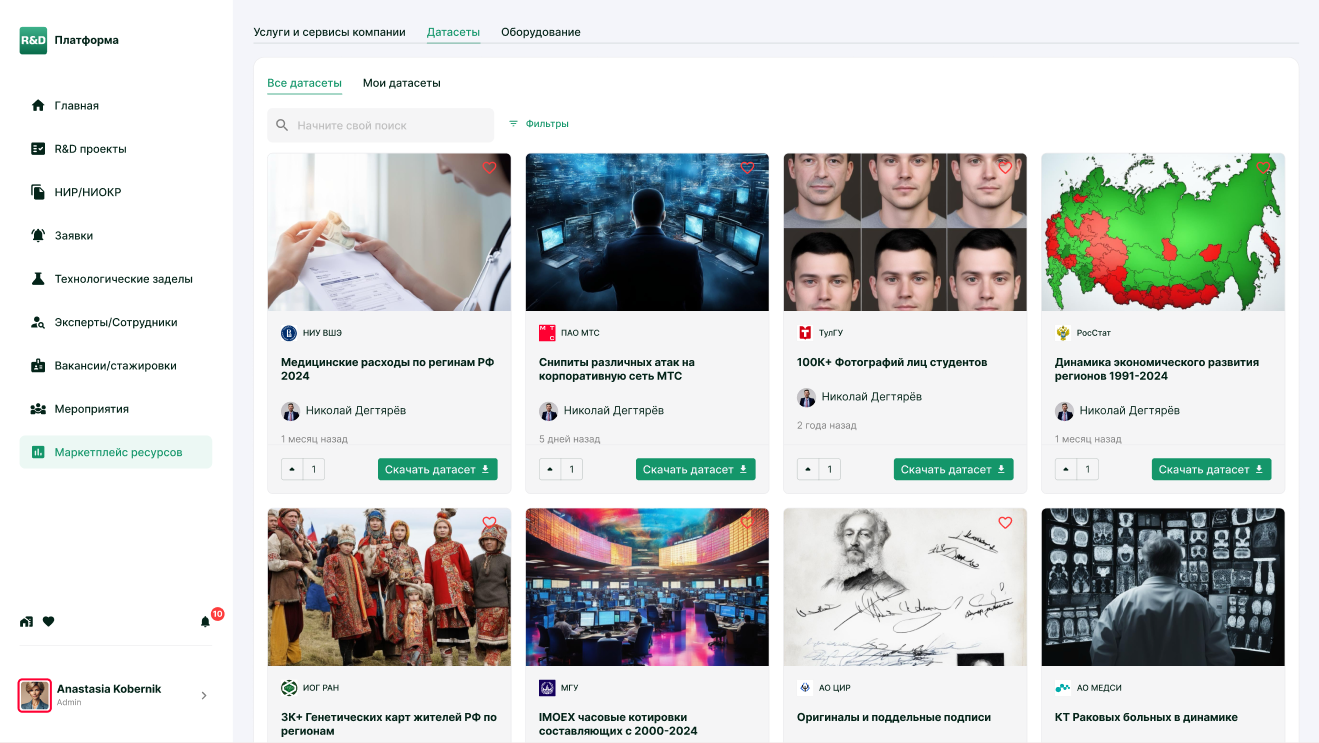 R&D Платформа
Главная
R&D проекты
НИР/НИОКР
Заявки
Технологические заделы
Эксперты/Сотрудники
Вакансии/стажировки
Мероприятия
Маркетплейс ресурсов
10
Anastasia Kobernik
Admin
Услуги и сервисы компании Датасеты Оборудование
Все датасеты Мои датасеты
Начните свой поиск Фильтры
НИУ ВШЭ
Медицинские расходы по регинам РФ
2024
Николай Дегтярёв
1 месяц назад
1 Скачать датасет
М Т С ПАО МТС
Снипиты различных атак на
корпоративную сеть МТС
Николай Дегтярёв
5 дней назад
1 Скачать датасет
ТулГУ
100K+ Фотографий лиц студентов
Николай Дегтярёв
2 года назад
1 Скачать датасет
РосСтат
Динамика экономического развития
регионов 1991-2024
Николай Дегтярёв
1 месяц назад
1 Скачать датасет
ИОГ РАН
3К+ Генетических карт жителей РФ по
регионам
МГУ
IMOEX часовые котировки
составляющих с 2000-2024
АО ЦИР
Оригиналы и поддельные подписи
АО МЕДСИ
КТ Раковых больных в динамике